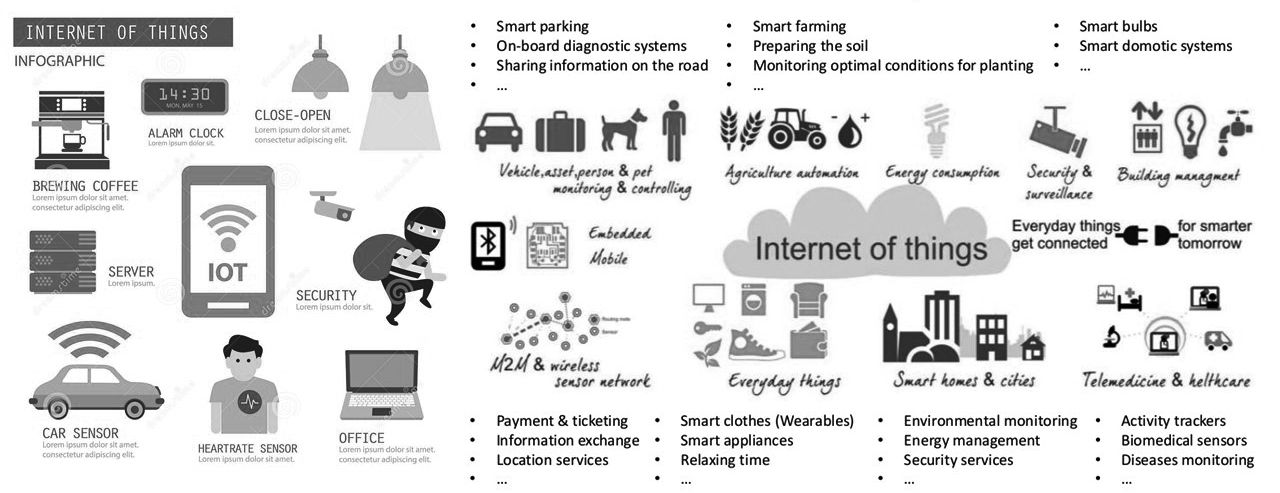 INTERNET OF THINGS
INFOGRAPHIC
14:30
MON, MAY 15
ALARM CLOCK
Lorem ipsum dolor sit.
CLOSE-OPEN
Lorem ipsum dolor sit amet,
consectetur adipiscing elit.
BREWING COFFEE
Lorem ipsum dolor sit amet,
consectetur adipiscing elit.
IOT
SERVER
Lorem ipsum.
SECURITY
Lorem ipsum dolor sit.
CAR SENSOR
Lorem ipsum dolor sit amet,
consectetur adipiscing elit.
HEARTRATE SENSOR
Lorem ipsum dolor sit amet,
consectetur adipiscing elit.
OFFICE
Lorem ipsum dolor sit amet,
consectetur adipiscing elit.
• Smart parking
• On-board diagnostic systems
• Sharing information on the road
• ...
• Smart farming
• Preparing the soil
• Monitoring optimal conditions for planting
• ...
• Smart bulbs
• Smart domotic systems
• ...
Vehicle,asset,person & pet
monitoring & controlling
Agriculture automation
Energy consumption
Security &
surveillance
Building managment
Embedded
Mobile
Internet of things
Everyday things
get connected
for smarter
tomorrow
Routing node
Sensor
M2M & wireless
sensor network
Everyday things
Smart homes & cities
Telemedicine & helthcare
• Payment & ticketing
• Information exchange
• Location services
• ...
• Smart clothes (Wearables)
• Smart appliances
• Relaxing time
• ...
• Environmental monitoring
• Energy management
• Security services
• ...
• Activity trackers
• Biomedical sensors
• Diseases monitoring
• ...